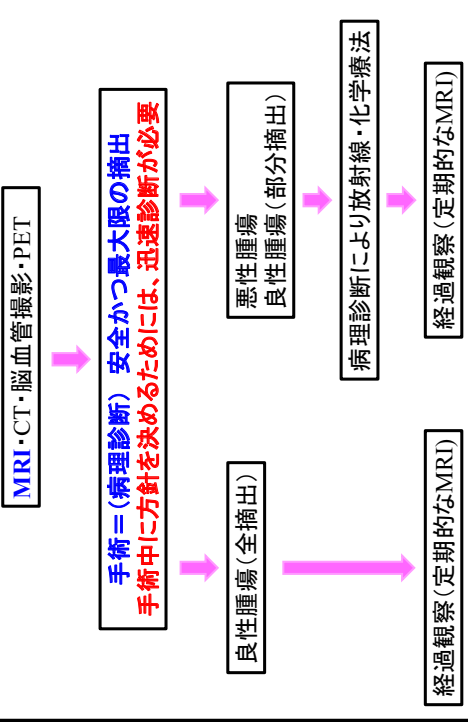 MRI・CT・脳血管撮影・PET
手術＝(病理診断) 安全かつ最大限の摘出
手術中に方針を決めるためには、迅速診断が必要
良性腫瘍(全摘出)
経過観察(定期的なMRI)
悪性腫瘍
良性腫瘍(部分摘出)
病理診断により放射線・化学療法
経過観察(定期的なMRI)